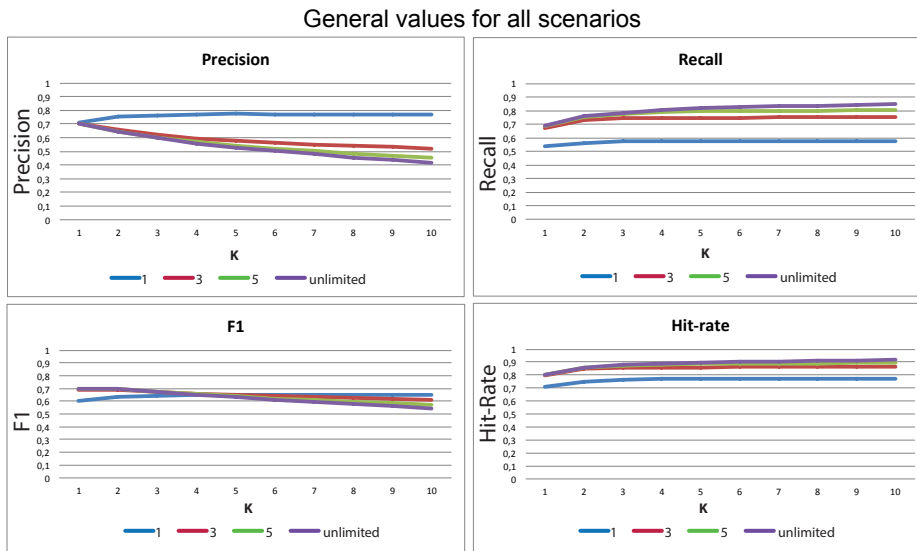 General values for all scenarios
Precision
Precision
1
0,9
0,8
0,7
0,6
0,5
0,4
0,3
0,2
0,1
0
1 2 3 4 5 6 7 8 9 10
K
1 3 5 unlimited
Recall
Recall
1
0,9
0,8
0,7
0,6
0,5
0,4
0,3
0,2
0,1
0
1 2 3 4 5 6 7 8 9 10
K
1 3 5 unlimited
F1
F1
1
0,9
0,8
0,7
0,6
0,5
0,4
0,3
0,2
0,1
0
1 2 3 4 5 6 7 8 9 10
K
1 3 5 unlimited
Hit-rate
Hit-Rate
1
0,9
0,8
0,7
0,6
0,5
0,4
0,3
0,2
0,1
0
1 2 3 4 5 6 7 8 9 10
K
1 3 5 unlimited